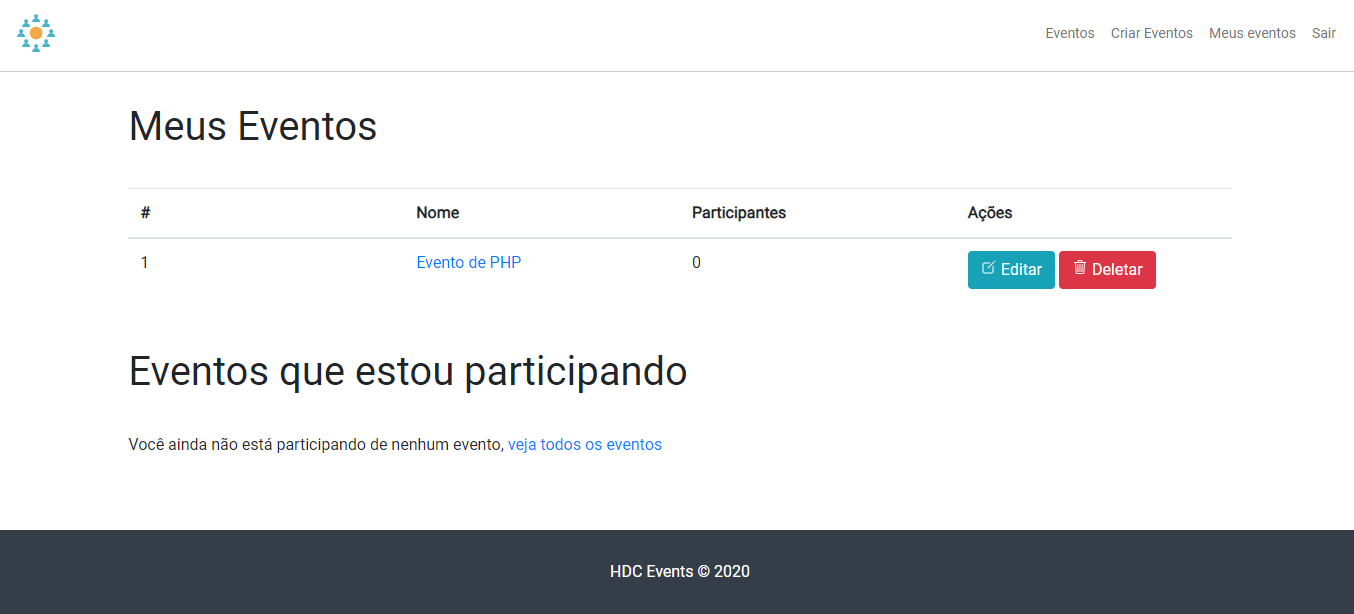 Eventos Criar Eventos Meus eventos Sair
Meus Eventos
# Nome Participantes Ações
1 Evento de PHP 0 Editar Deletar
Eventos que estou participando
Você ainda não está participando de nenhum evento, veja todos os eventos
HDC Events © 2020